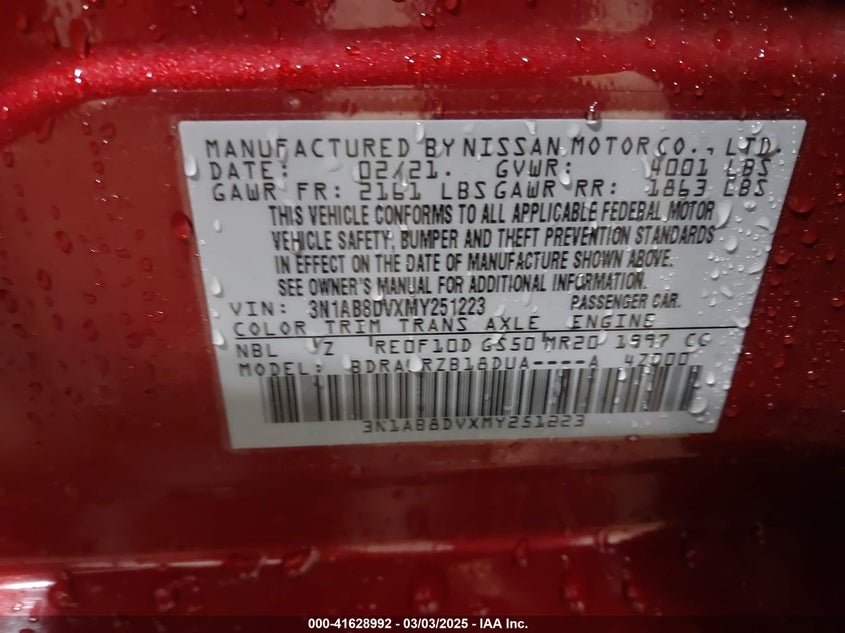 MANUFACTURED BY NISSAN MOTOR CO., LTD.
DATE: 02/21. GVWR: 4001 LBS
GAWR FR: 2161 LBS GAWR RR: 1863 LBS
THIS VEHICLE CONFORMS TO ALL APPLICABLE FEDERAL MOTOR
VEHICLE SAFETY, BUMPER AND THEFT PREVENTION STANDARDS
IN EFFECT ON THE DATE OF MANUFACTURE SHOWN ABOVE.
SEE OWNER'S MANUAL FOR ADDITIONAL INFORMATION
VIN: 3N1AB8DVXMY251223 PASSENGER CAR.
COLOR TRIM TRANS AXLE ENGINE
NBL Z RE0F10D GS50 MR20 1997 CC
MODEL:
3N1AB8DVXMY251223
000-41628992 - 03/03/2025 - IAA Inc.